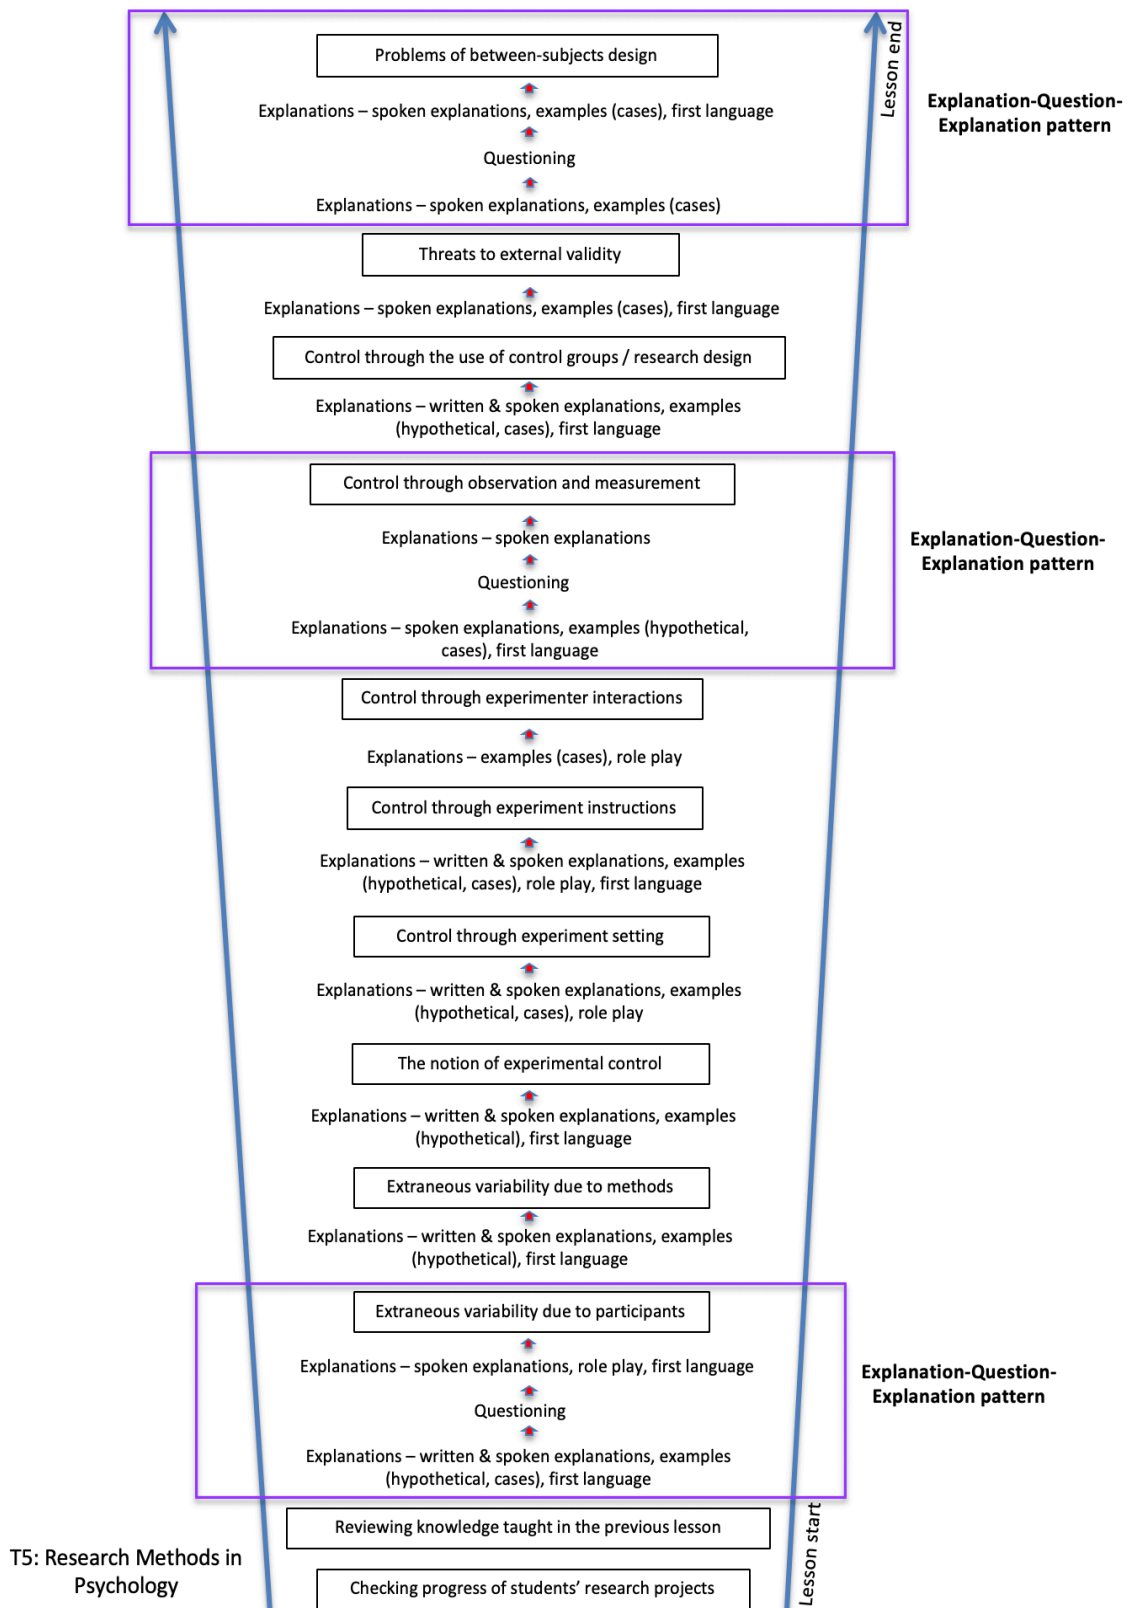 Lesson end
Problems of between-subjects design
Explanations – spoken explanations, examples (cases), first language
Questioning
Explanations – spoken explanations, examples (cases)
Explanation-Question-
Explanation pattern
Threats to external validity
Explanations – spoken explanations, examples (cases), first language
Control through the use of control groups / research design
Explanations – written & spoken explanations, examples
(hypothetical, cases), first language
Control through observation and measurement
Explanations – spoken explanations
Questioning
Explanations – spoken explanations, examples (hypothetical,
cases), first language
Explanation-Question-
Explanation pattern
Control through experimenter interactions
Explanations – examples (cases), role play
Control through experiment instructions
Explanations – written & spoken explanations, examples
(hypothetical, cases), role play, first language
Control through experiment setting
Explanations – written & spoken explanations, examples
(hypothetical, cases), role play
The notion of experimental control
Explanations – written & spoken explanations, examples
(hypothetical), first language
Extraneous variability due to methods
Explanations – written & spoken explanations, examples
(hypothetical), first language
Extraneous variability due to participants
Explanations – spoken explanations, role play, first language
Questioning
Explanations – written & spoken explanations, examples
(hypothetical, cases), first language
Explanation-Question-
Explanation pattern
Reviewing knowledge taught in the previous lesson
Lesson start
T5: Research Methods in
Psychology
Checking progress of students’ research projects